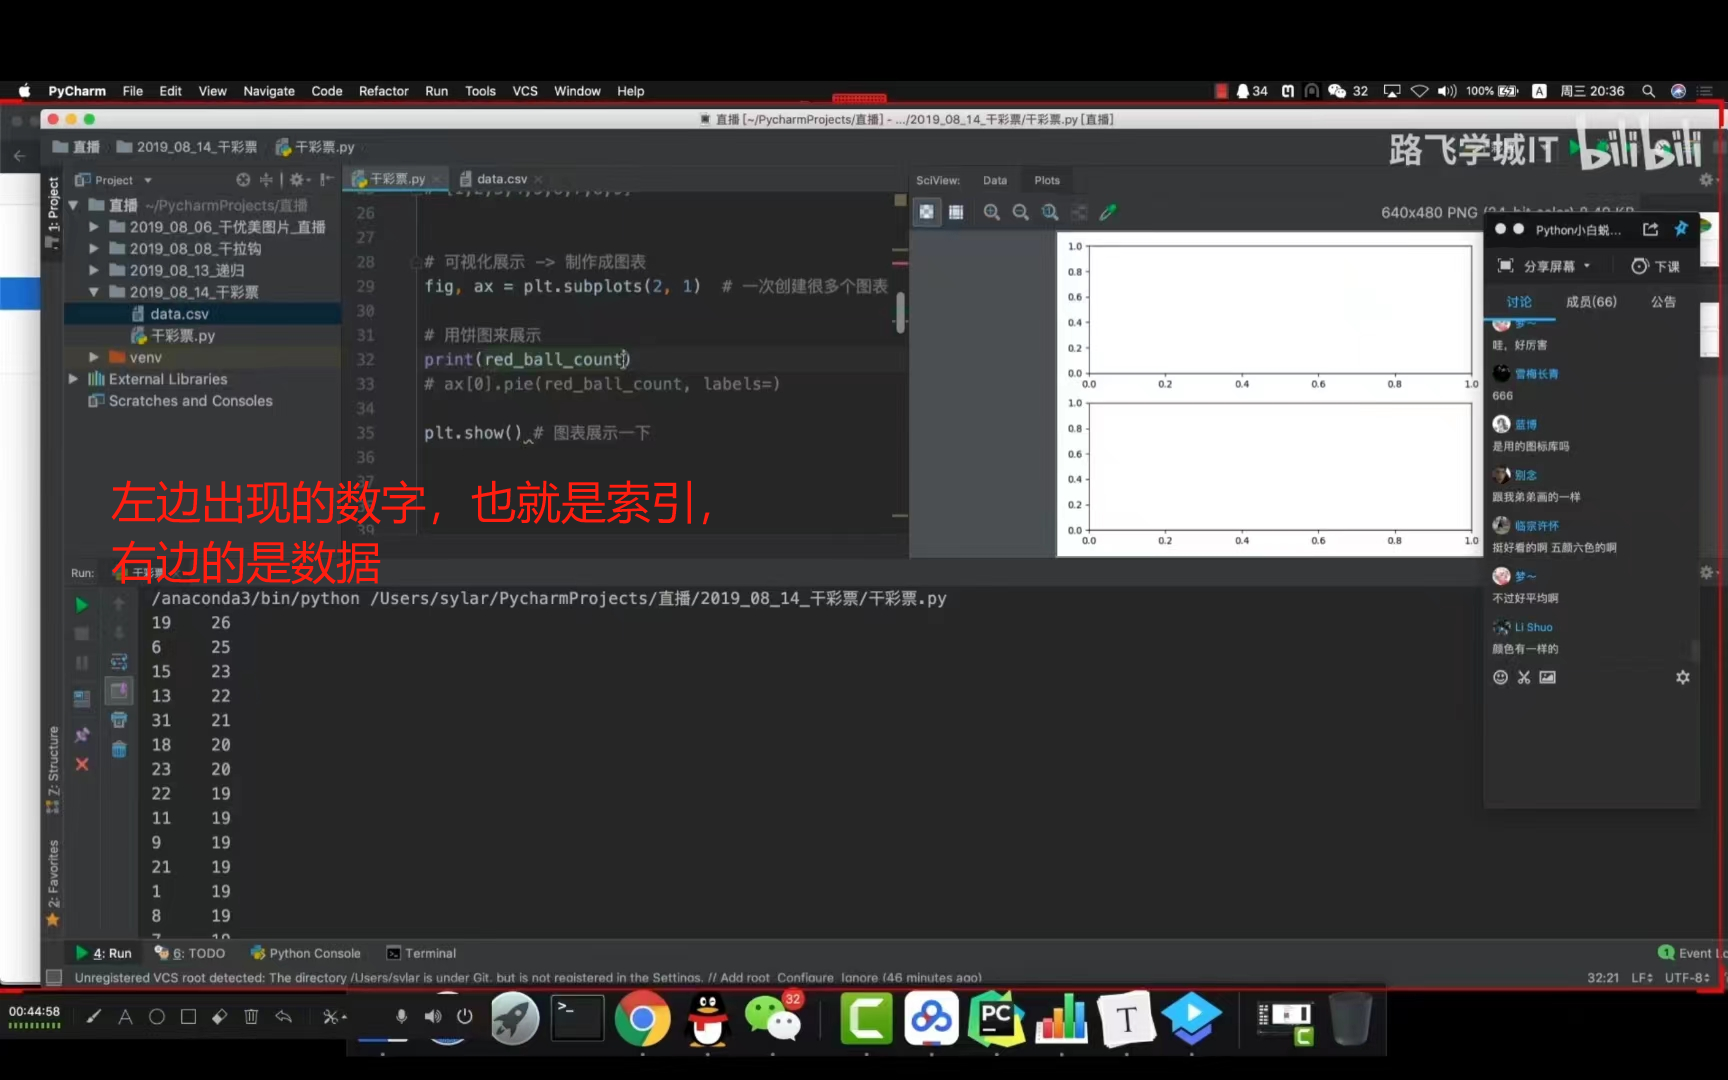 PyCharm File Edit View Navigate Code Refactor Run Tools VCS Window Help
34 32 100% A 周三 20:36
直播 [~/PycharmProjects/直播] - .../2019_08_14_干彩票/干彩票.py [直播]
直播 2019_08_14_干彩票 干彩票.py
路飞学城IT bilibili
1: Project
Project
直播 ~/PycharmProjects/直播
2019_08_06_干优美图片_直播
2019_08_08_干拉钩
2019_08_13_递归
2019_08_14_干彩票
data.csv
干彩票.py
venv
External Libraries
Scratches and Consoles
干彩票.py data.csv
26
27
28 # 可视化展示 -> 制作成图表
29 fig, ax = plt.subplots(2, 1) # 一次创建很多个图表
30
31 # 用饼图来展示
32 print(red_ball_count)
33 # ax[0].pie(red_ball_count, labels=)
34
35 plt.show() # 图表展示一下
36
SciView: Data Plots
640x480 PNG
1.0
0.8
0.6
0.4
0.2
0.0
0.0 0.2 0.4 0.6 0.8 1.0
1.0
0.8
0.6
0.4
0.2
0.0
0.0 0.2 0.4 0.6 0.8 1.0
Python小白蜕...
分享屏幕 下课
讨论 成员(66) 公告
梦~
哇，好厉害
雪梅长青
666
蓝博
是用的图标库吗
别念
跟我弟弟画的一样
临宗许怀
挺好看的啊 五颜六色的啊
梦~
不过好平均啊
Li Shuo
颜色有一样的
左边出现的数字，也就是索引，
右边的是数据
Run: 干彩票
/anaconda3/bin/python /Users/sylar/PycharmProjects/直播/2019_08_14_干彩票/干彩票.py
19 26
6 25
15 23
13 22
31 21
18 20
23 20
22 19
11 19
9 19
21 19
1 19
8 19
Z: Structure
2: Favorites
4: Run 6: TODO Python Console Terminal
1 Event Lo
Unregistered VCS root detected: The directory /Users/sylar is under Git, but is not registered in the Settings. // Add root Configure Ignore (46 minutes ago)
32:21 LF UTF-8
00:44:58
32
PC
T